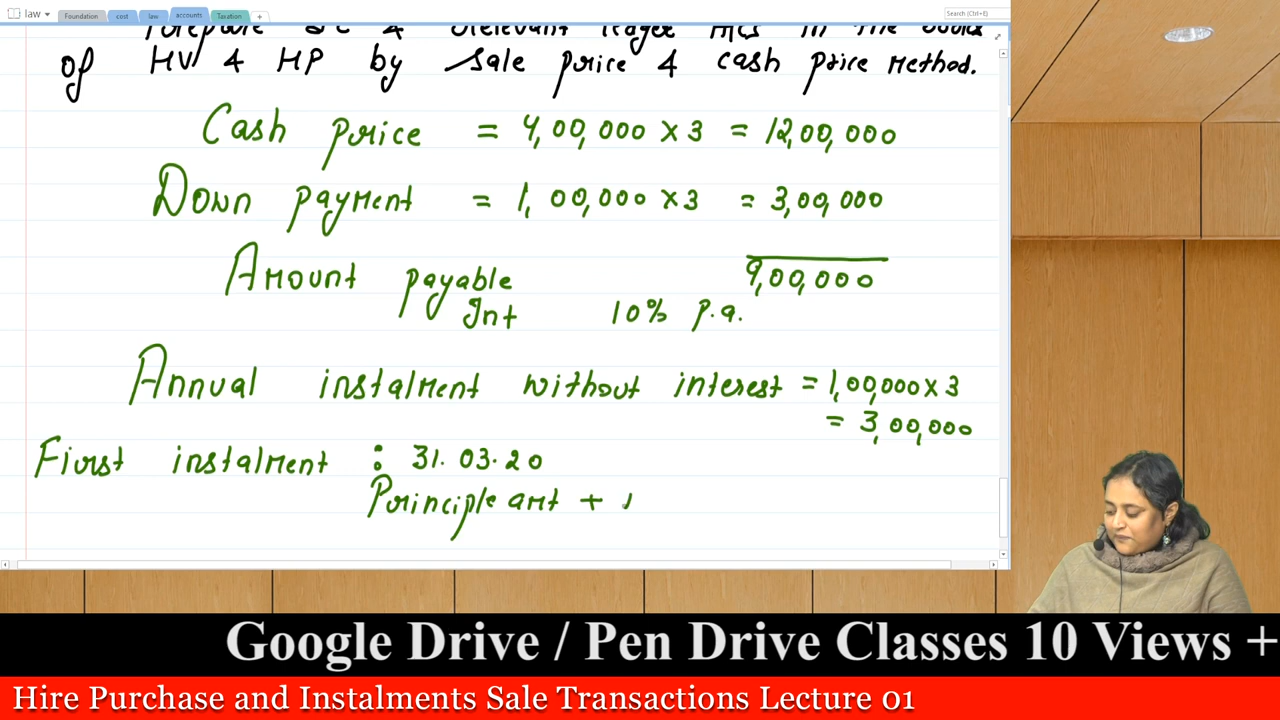 law
Foundation
cost
law
accounts
Taxation
+
Search (Ctrl+E)
of HV & HP by Sale price & cash price Method.
Cash price = 4,00,000 x 3 = 12,00,000
Down payment = 1,00,000 x 3 = 3,00,000
Amount payable 9,00,000
Int 10% p.a.
Annual instalment without interest = 1,00,000 x 3
= 3,00,000
First instalment : 31.03.20
Principle amt +
Google Drive / Pen Drive Classes 10 Views +
Hire Purchase and Instalments Sale Transactions Lecture 01